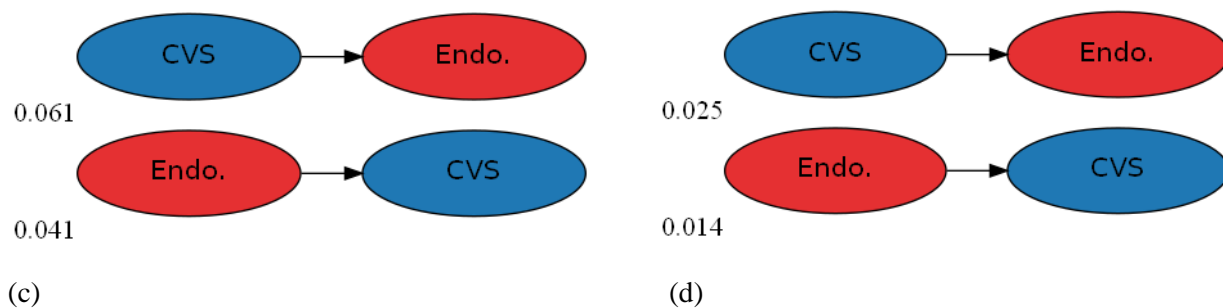 CVS Endo.
0.061
Endo. CVS
0.041
(c)
CVS Endo.
0.025
Endo. CVS
0.014
(d)